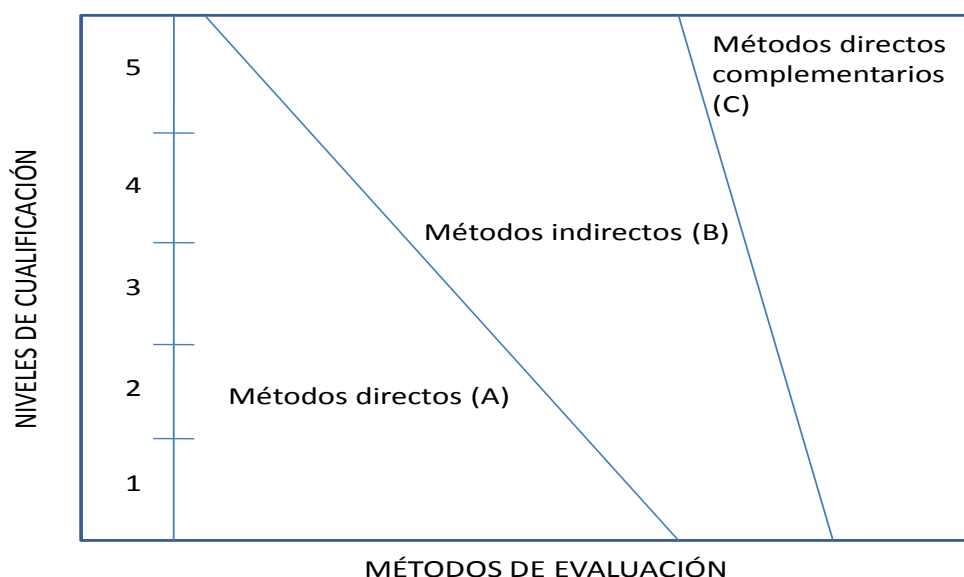 NIVELES DE CUALIFICACIÓN
5
4
3
2
1
Métodos directos
complementarios
(C)
Métodos indirectos (B)
Métodos directos (A)
MÉTODOS DE EVALUACIÓN